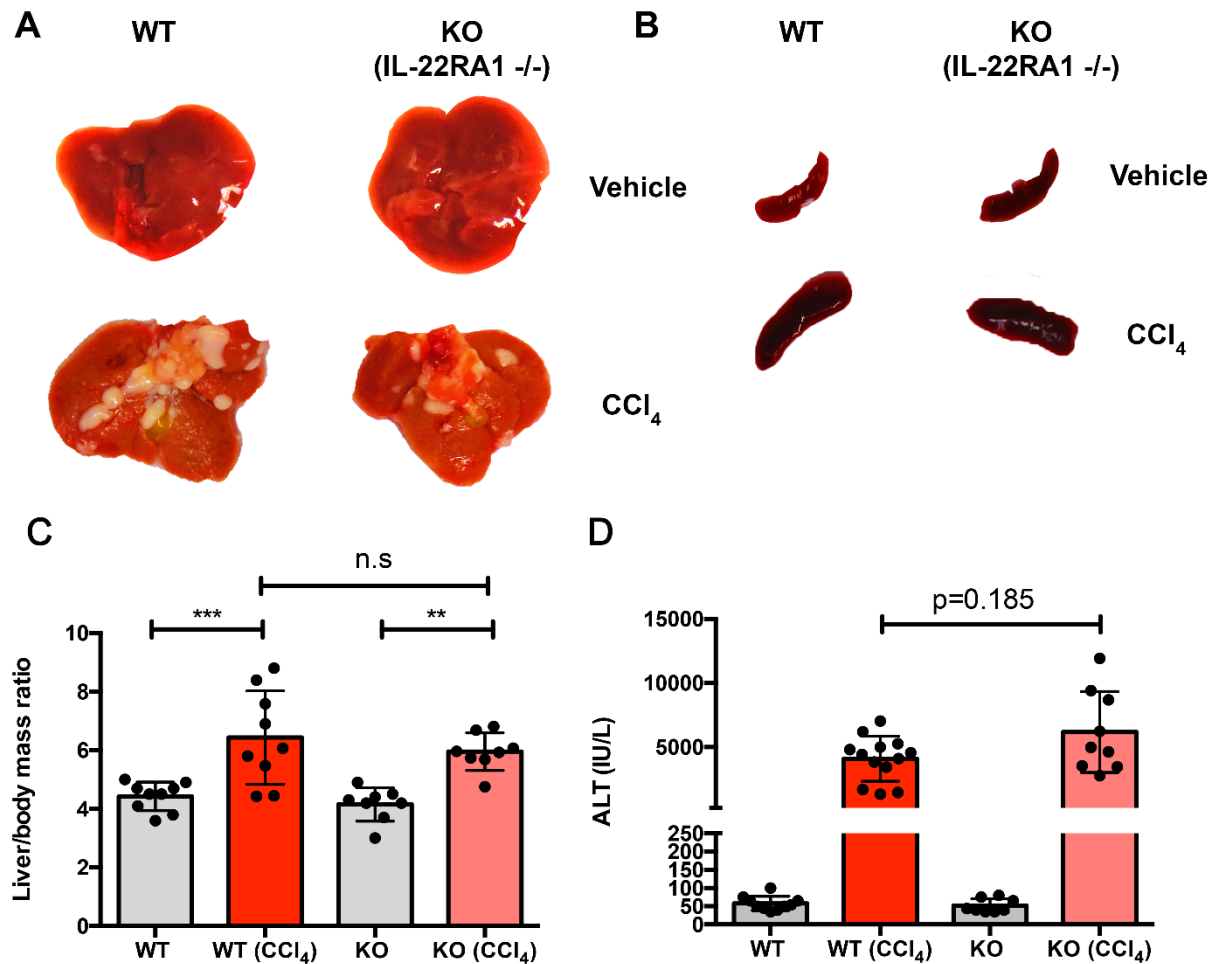 A
WT
KO
(IL-22RA1 -/-)
Vehicle
CCl4
B
WT
KO
(IL-22RA1 -/-)
Vehicle
CCl4
C
n.s
***
**
Liver/body mass ratio
10
8
6
4
2
0
WT
WT (CCl4)
KO
KO (CCl4)
D
p=0.185
ALT (IU/L)
15000
10000
5000
250
200
150
100
50
0
WT
WT (CCl4)
KO
KO (CCl4)